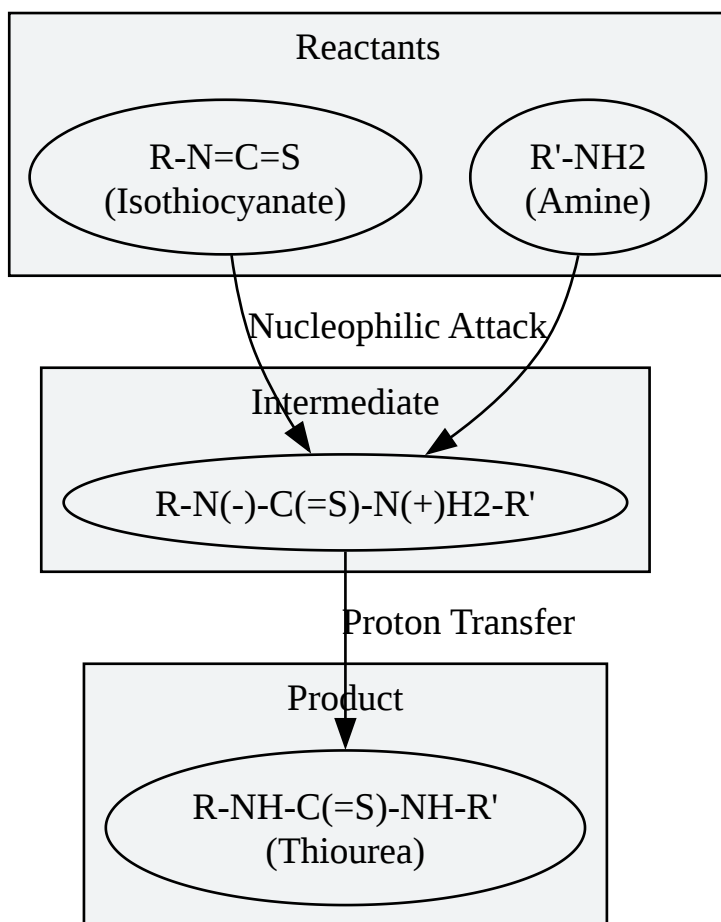 Reactants
R-N=C=S
(Isothiocyanate)
R'-NH2
(Amine)
Nucleophilic Attack
Intermediate
R-N(-)-C(=S)-N(+)H2-R'
Proton Transfer
Product
R-NH-C(=S)-NH-R'
(Thiourea)